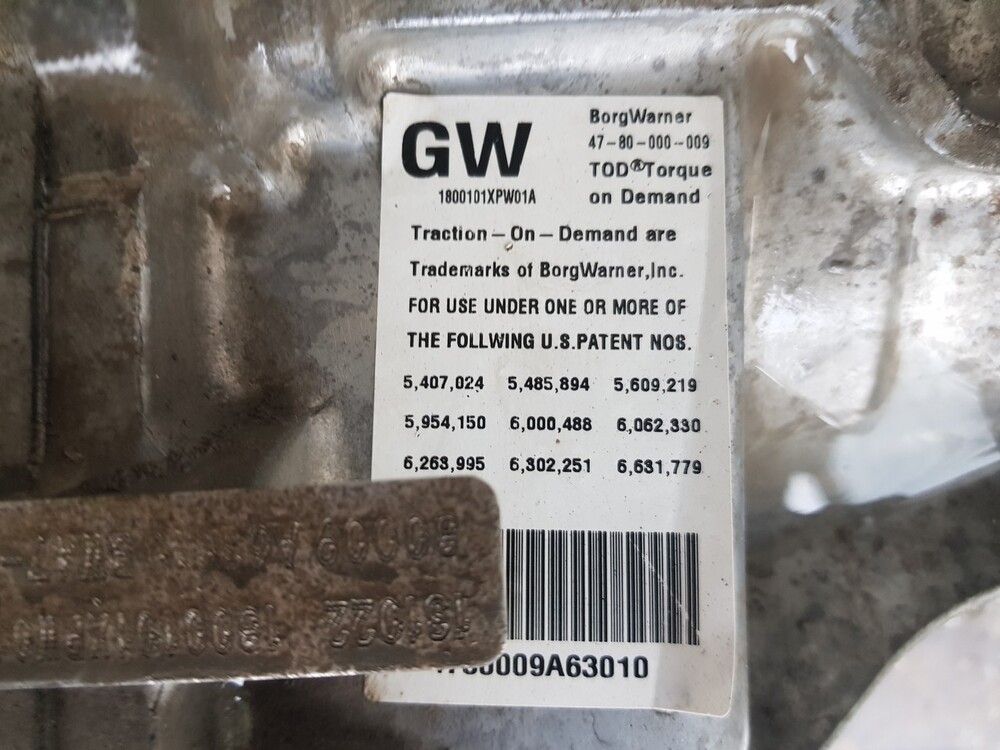 GW
1800101XPW01A
BorgWarner
47-80-000--009
TOD®Torque
on Demand
Traction-On-Demand are
Trademarks of BorgWarner,Inc.
FOR USE UNDER ONE OR MORE OF
THE FOLLWING U.S.PATENT NOS.
5,407,024 5,485,894 5,609,219
5,954,150 6,000,488 6,062,330
6,263,995 6,302,251 6,631,779